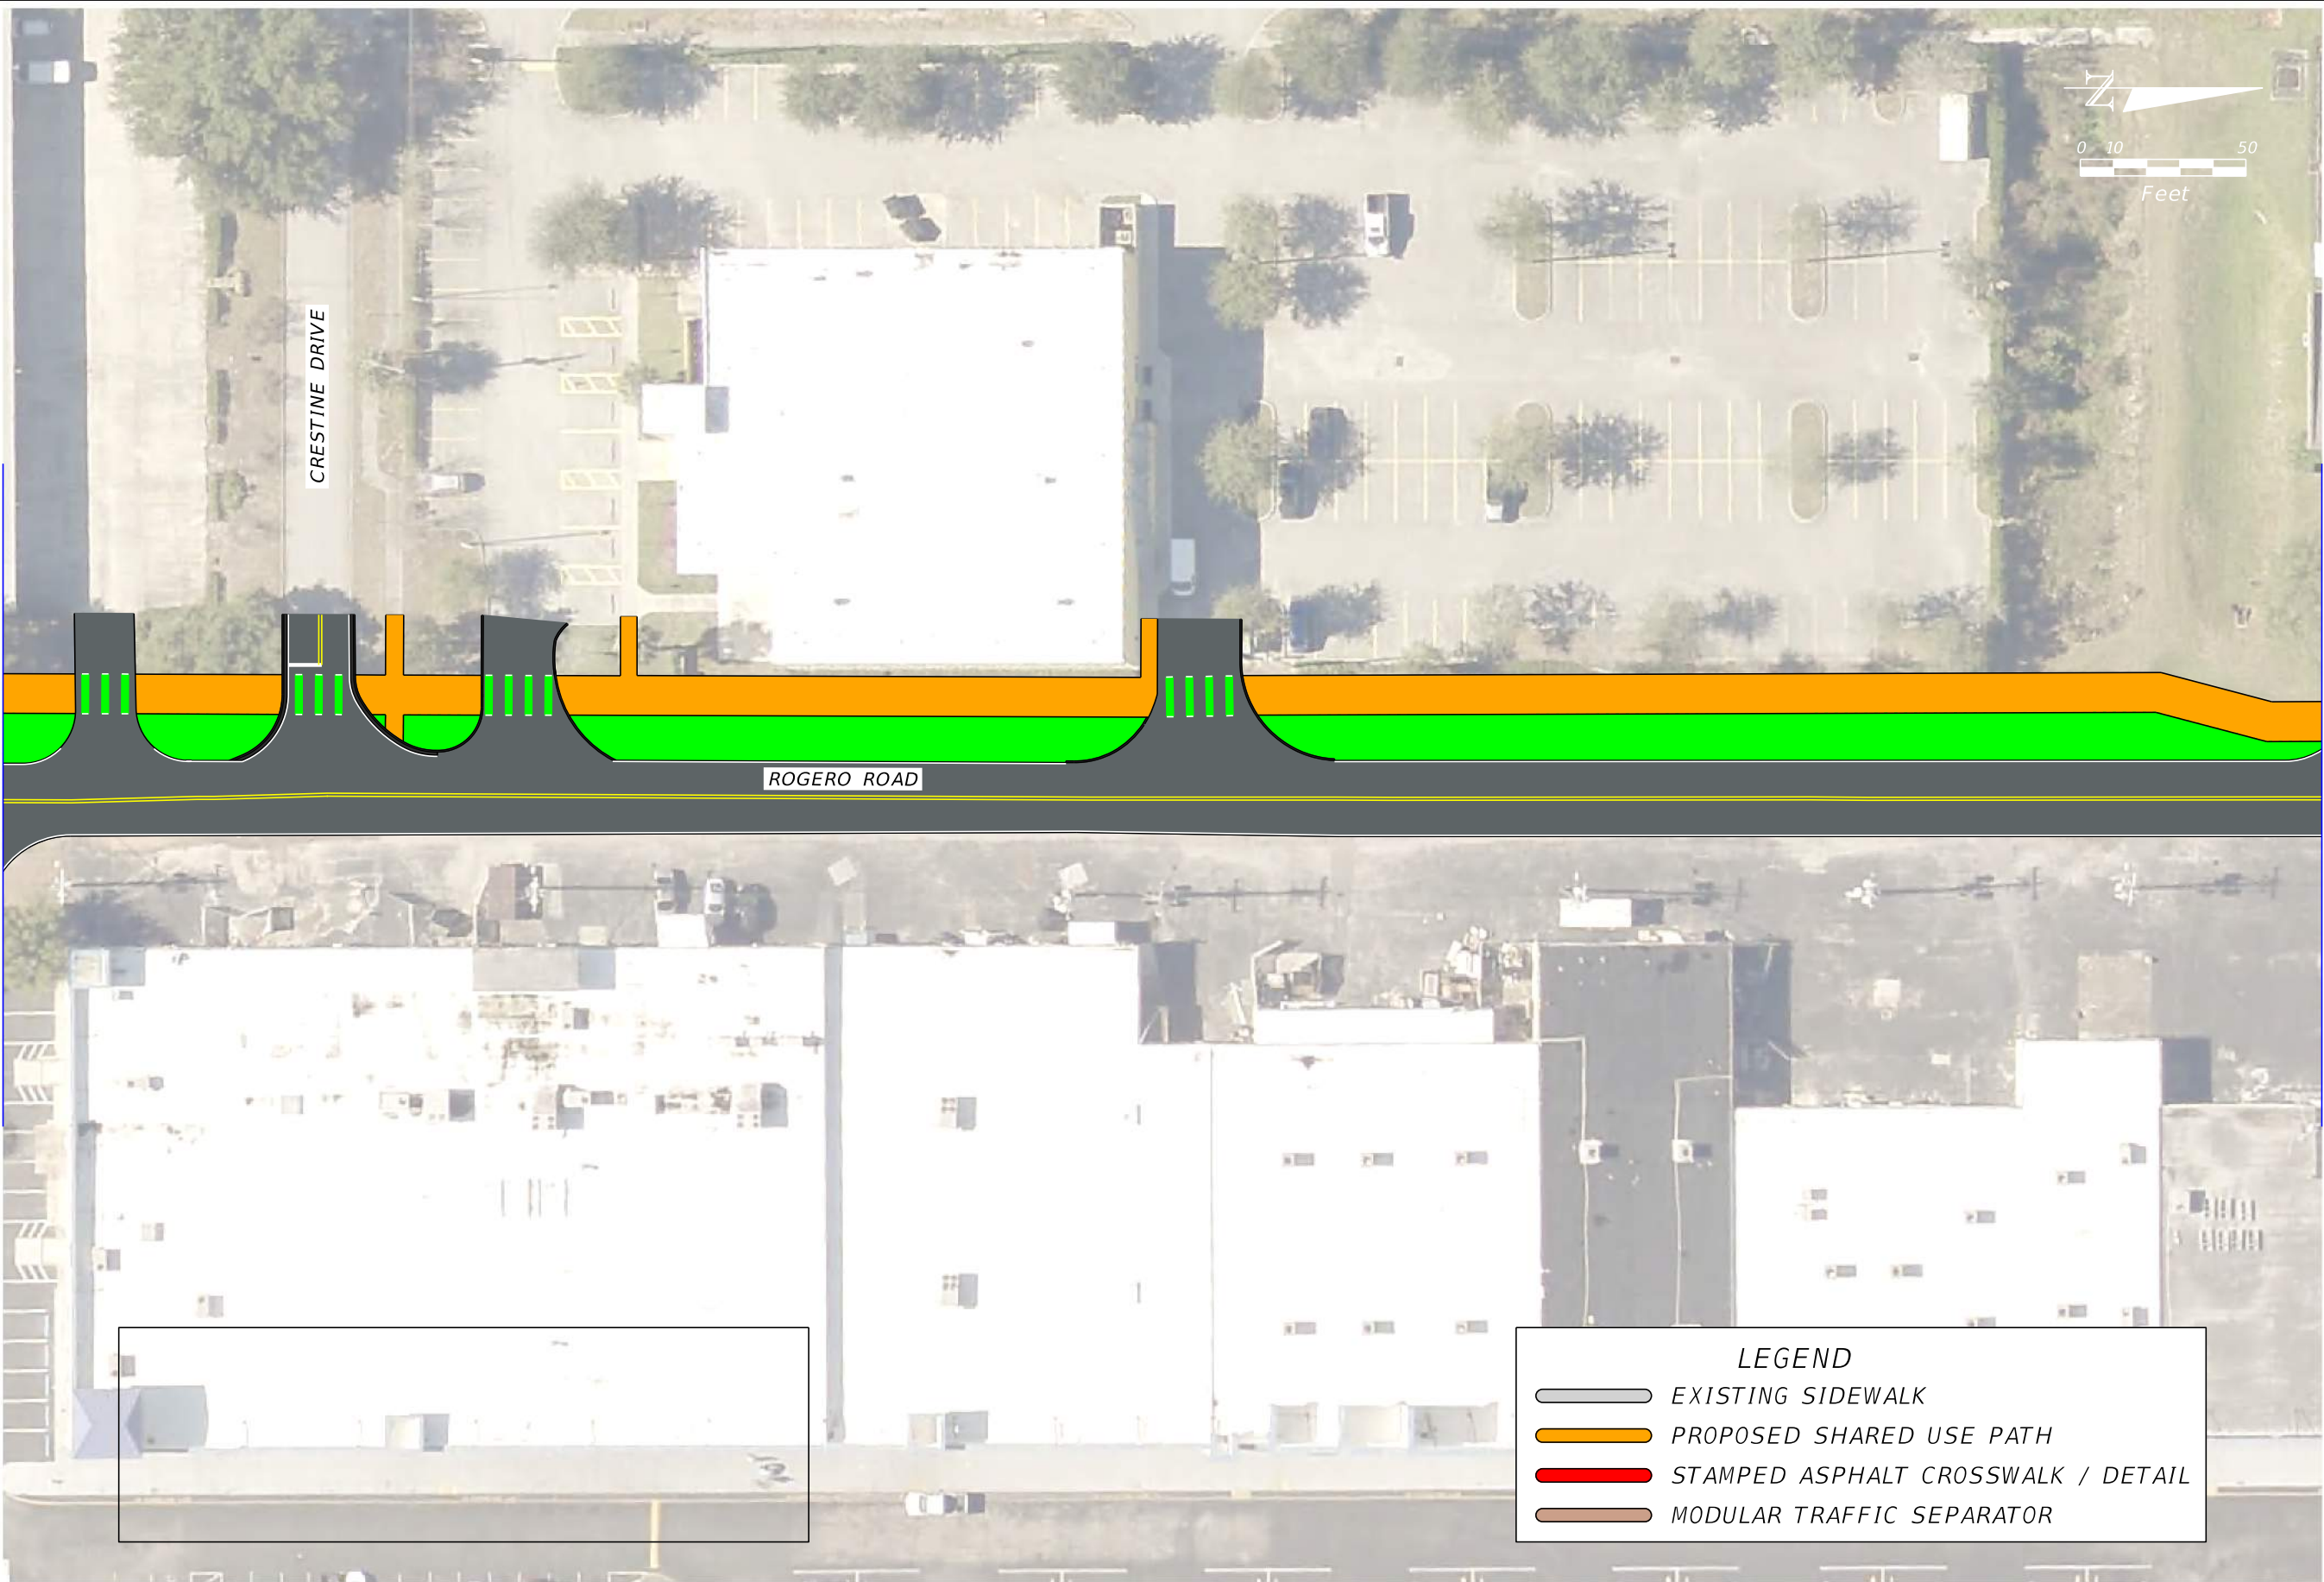 N
0 10 50
Feet
CRESTINE DRIVE
ROGERO ROAD
LEGEND
EXISTING SIDEWALK
PROPOSED SHARED USE PATH
STAMPED ASPHALT CROSSWALK / DETAIL
MODULAR TRAFFIC SEPARATOR